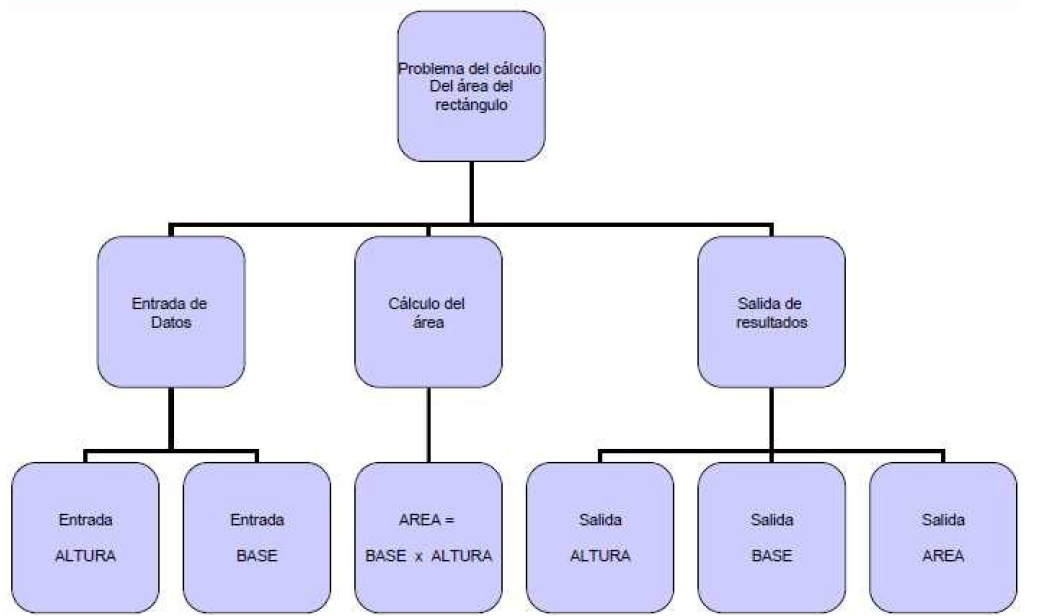 Problema del cálculo
Del área del
rectángulo
Entrada de
Datos
Cálculo del
área
Salida de
resultados
Entrada
ALTURA
Entrada
BASE
AREA =
BASE x ALTURA
Salida
ALTURA
Salida
BASE
Salida
AREA